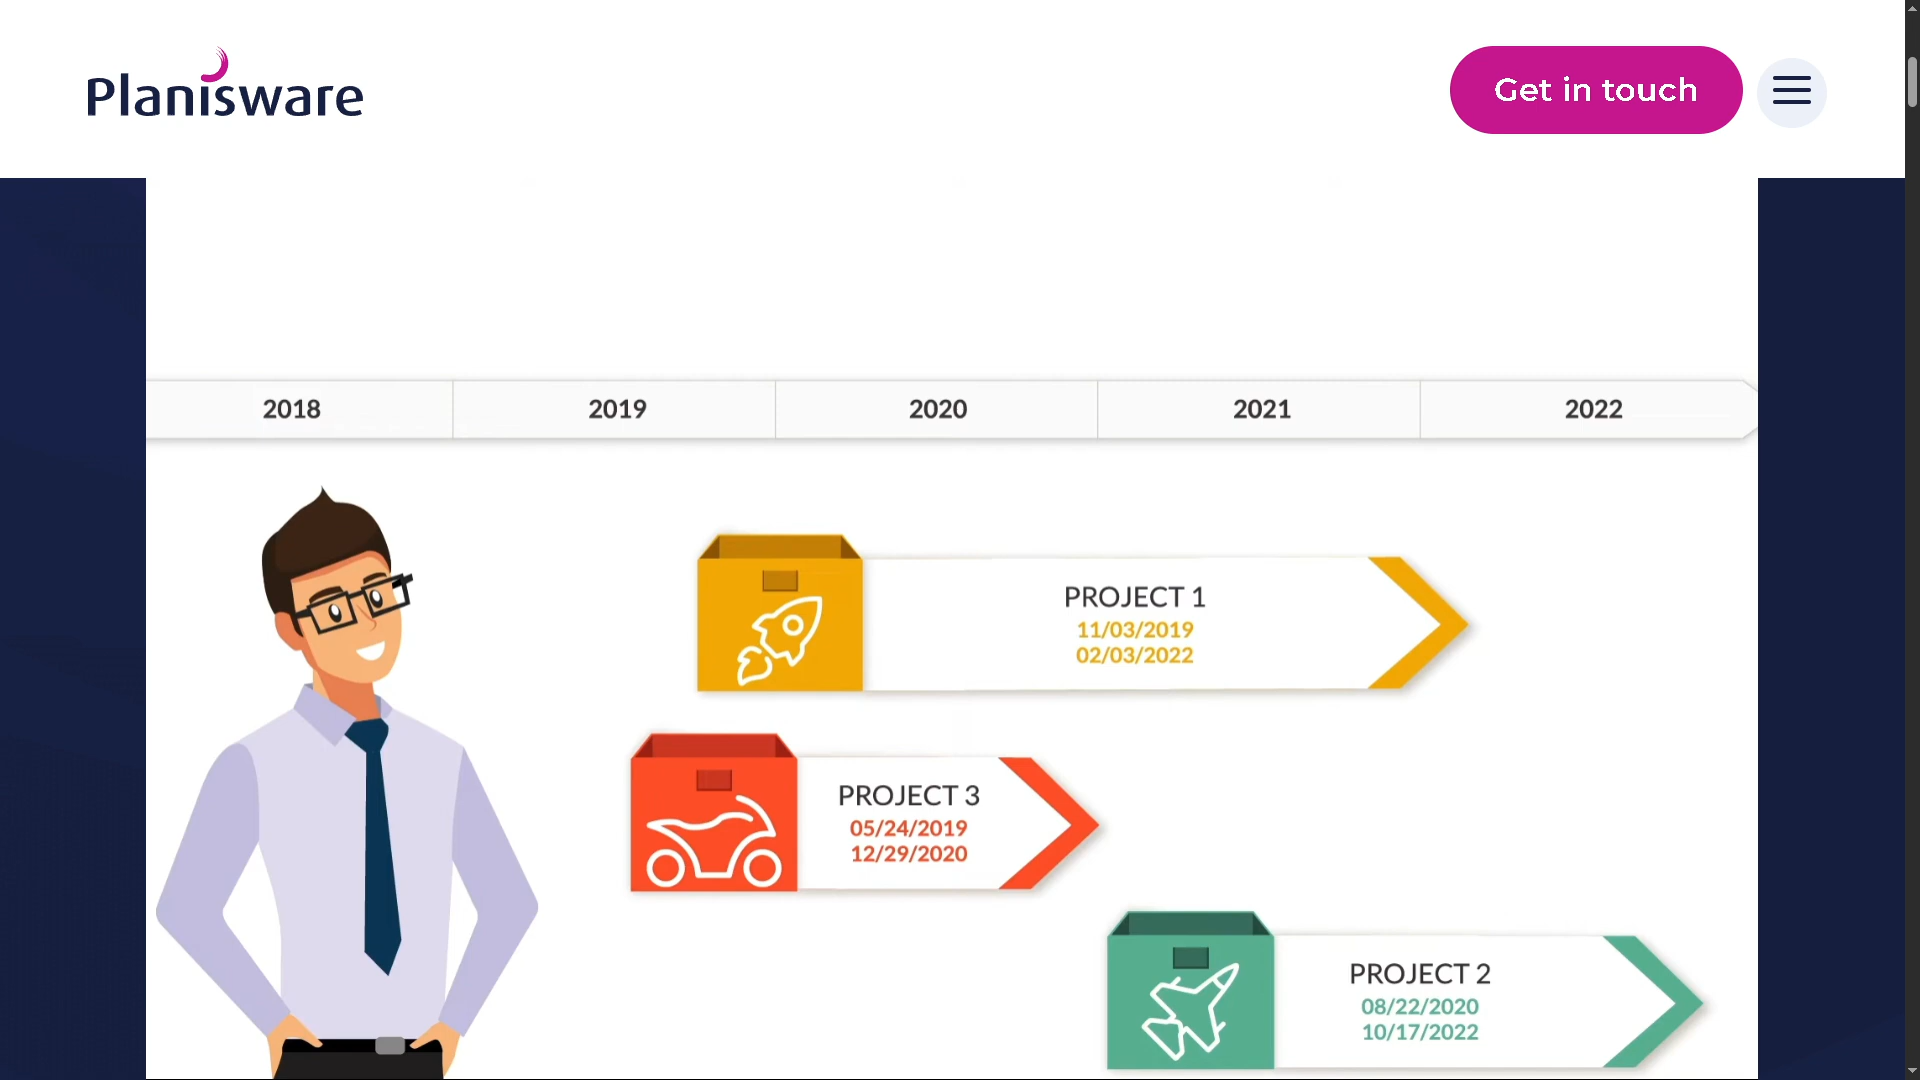 Planisware
Get in touch
2018 2019 2020 2021 2022
PROJECT 1
11/03/2019
02/03/2022
PROJECT 3
05/24/2019
12/29/2020
PROJECT 2
08/22/2020
10/17/2022